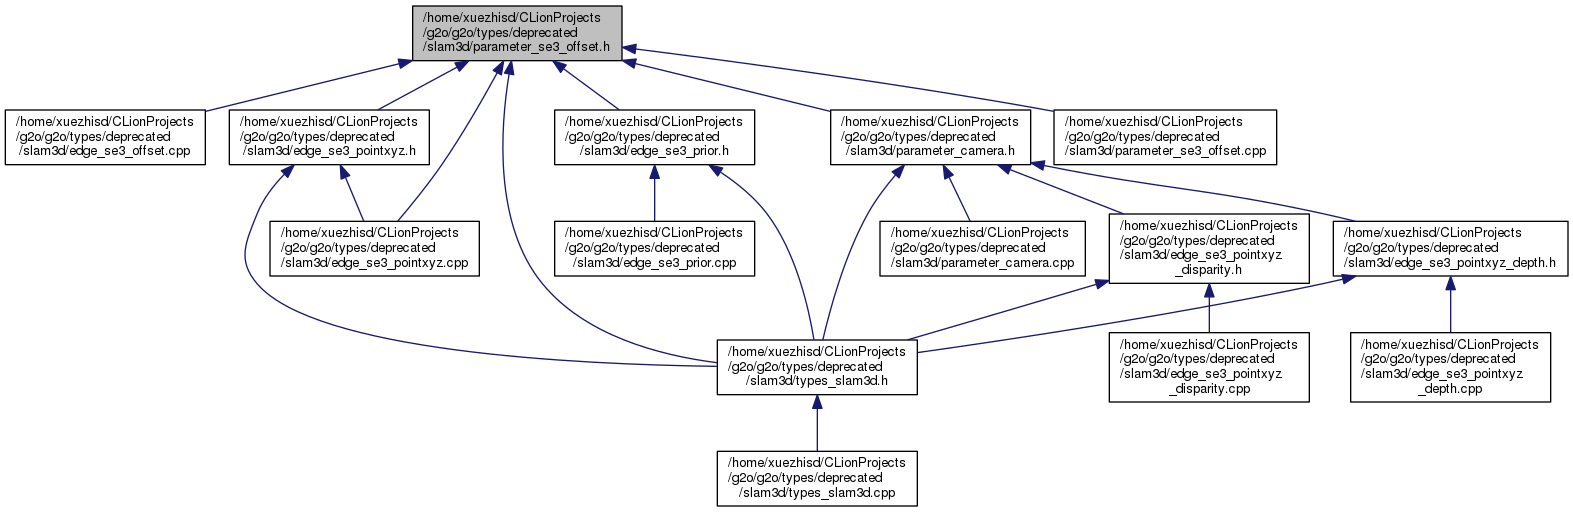 /home/xuezhisd/CLionProjects
/g2o/g2o/types/deprecated
/slam3d/parameter_se3_offset.h
/home/xuezhisd/CLionProjects
/g2o/g2o/types/deprecated
/slam3d/edge_se3_offset.cpp
/home/xuezhisd/CLionProjects
/g2o/g2o/types/deprecated
/slam3d/edge_se3_pointxyz.h
/home/xuezhisd/CLionProjects
/g2o/g2o/types/deprecated
/slam3d/edge_se3_prior.h
/home/xuezhisd/CLionProjects
/g2o/g2o/types/deprecated
/slam3d/parameter_camera.h
/home/xuezhisd/CLionProjects
/g2o/g2o/types/deprecated
/slam3d/parameter_se3_offset.cpp
/home/xuezhisd/CLionProjects
/g2o/g2o/types/deprecated
/slam3d/edge_se3_pointxyz.cpp
/home/xuezhisd/CLionProjects
/g2o/g2o/types/deprecated
/slam3d/edge_se3_prior.cpp
/home/xuezhisd/CLionProjects
/g2o/g2o/types/deprecated
/slam3d/parameter_camera.cpp
/home/xuezhisd/CLionProjects
/g2o/g2o/types/deprecated
/slam3d/edge_se3_pointxyz
_disparity.h
/home/xuezhisd/CLionProjects
/g2o/g2o/types/deprecated
/slam3d/edge_se3_pointxyz_depth.h
/home/xuezhisd/CLionProjects
/g2o/g2o/types/deprecated
/slam3d/types_slam3d.h
/home/xuezhisd/CLionProjects
/g2o/g2o/types/deprecated
/slam3d/edge_se3_pointxyz
_disparity.cpp
/home/xuezhisd/CLionProjects
/g2o/g2o/types/deprecated
/slam3d/edge_se3_pointxyz
_depth.cpp
/home/xuezhisd/CLionProjects
/g2o/g2o/types/deprecated
/slam3d/types_slam3d.cpp